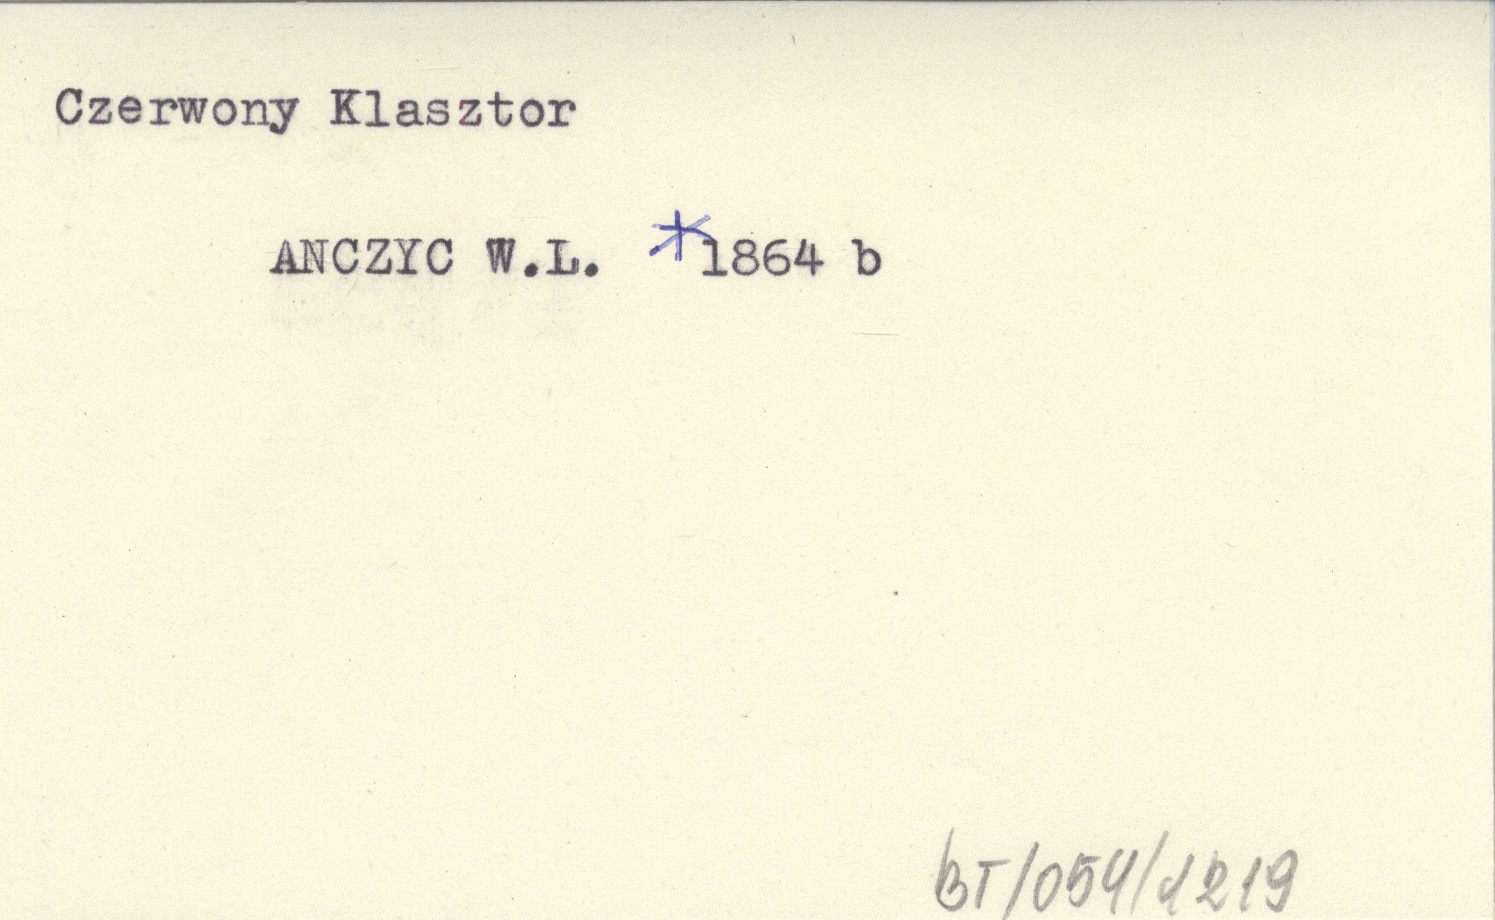 Czerwony Klasztor
ANCZYC W.L. *1864 b
BT/054/1219